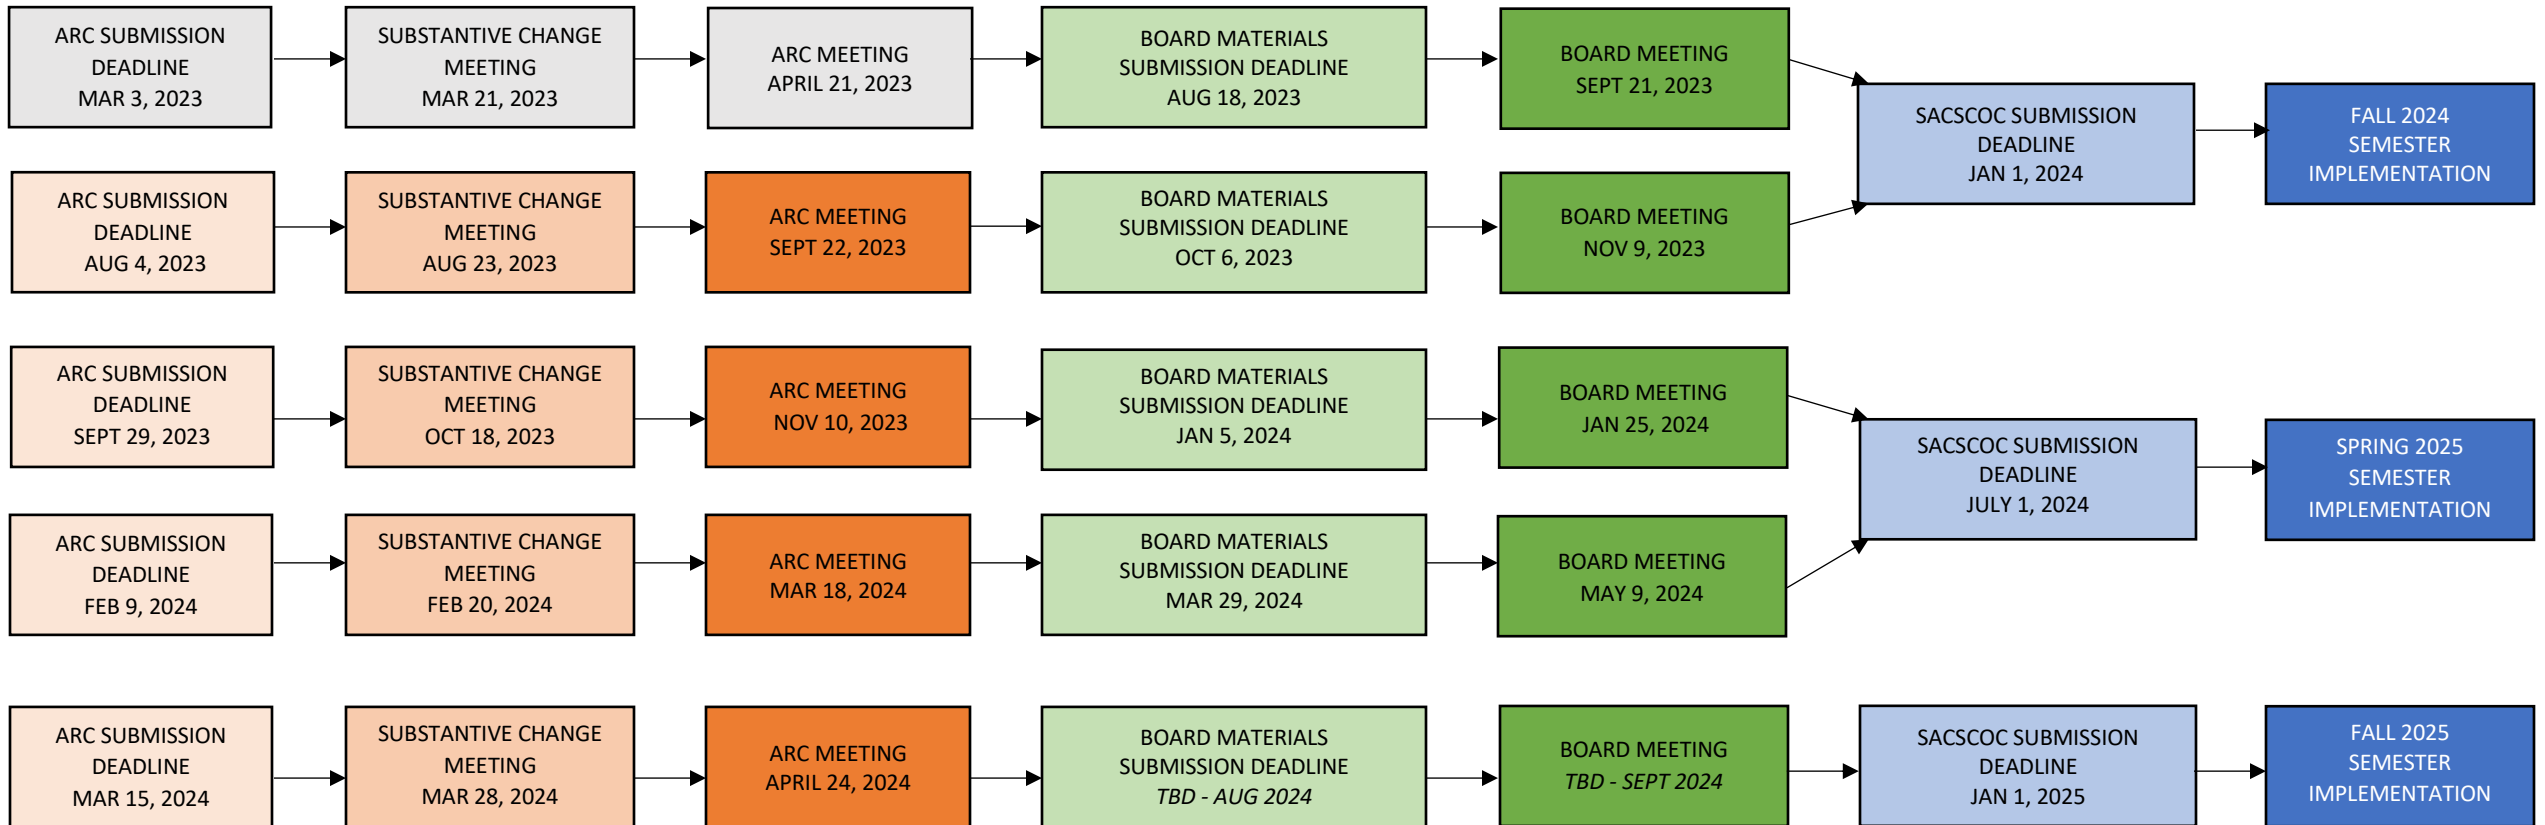 ARC SUBMISSION
DEADLINE
MAR 3, 2023
SUBSTANTIVE CHANGE
MEETING
MAR 21, 2023
ARC MEETING
APRIL 21, 2023
BOARD MATERIALS
SUBMISSION DEADLINE
AUG 18, 2023
BOARD MEETING
SEPT 21, 2023
ARC SUBMISSION
DEADLINE
AUG 4, 2023
SUBSTANTIVE CHANGE
MEETING
AUG 23, 2023
ARC MEETING
SEPT 22, 2023
BOARD MATERIALS
SUBMISSION DEADLINE
OCT 6, 2023
BOARD MEETING
NOV 9, 2023
SACSCOC SUBMISSION
DEADLINE
JAN 1, 2024
FALL 2024
SEMESTER
IMPLEMENTATION
ARC SUBMISSION
DEADLINE
SEPT 29, 2023
SUBSTANTIVE CHANGE
MEETING
OCT 18, 2023
ARC MEETING
NOV 10, 2023
BOARD MATERIALS
SUBMISSION DEADLINE
JAN 5, 2024
BOARD MEETING
JAN 25, 2024
ARC SUBMISSION
DEADLINE
FEB 9, 2024
SUBSTANTIVE CHANGE
MEETING
FEB 20, 2024
ARC MEETING
MAR 18, 2024
BOARD MATERIALS
SUBMISSION DEADLINE
MAR 29, 2024
BOARD MEETING
MAY 9, 2024
SACSCOC SUBMISSION
DEADLINE
JULY 1, 2024
SPRING 2025
SEMESTER
IMPLEMENTATION
ARC SUBMISSION
DEADLINE
MAR 15, 2024
SUBSTANTIVE CHANGE
MEETING
MAR 28, 2024
ARC MEETING
APRIL 24, 2024
BOARD MATERIALS
SUBMISSION DEADLINE
TBD - AUG 2024
BOARD MEETING
TBD - SEPT 2024
SACSCOC SUBMISSION
DEADLINE
JAN 1, 2025
FALL 2025
SEMESTER
IMPLEMENTATION